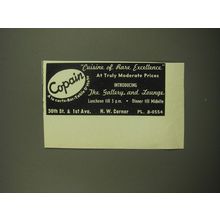 "Cuisine of Rare Excellence"
At Truly Moderate Prices
Copain
INTRODUCING
The Gallery and Lounge
Luncheon till 3 p.m. • Dinner till Midnite
50th St. & 1st Ave. N. W. Corner PL. 8-0554